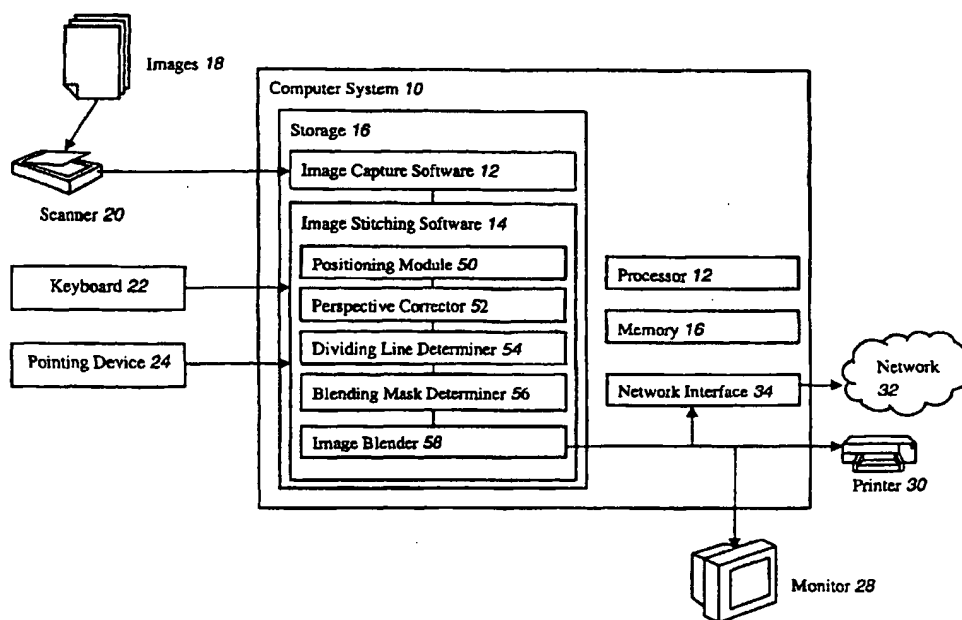 Images 18
Computer System 10
Storage 16
Image Capture Software 12
Scanner 20
Image Stitching Software 14
Positioning Module 50
Keyboard 22
Processor 12
Perspective Corrector 52
Memory 16
Dividing Line Determiner 54
Pointing Device 24
Network
32
Blending Mask Determiner 56
Network Interface 34
Image Blender 58
Printer 30
Monitor 28